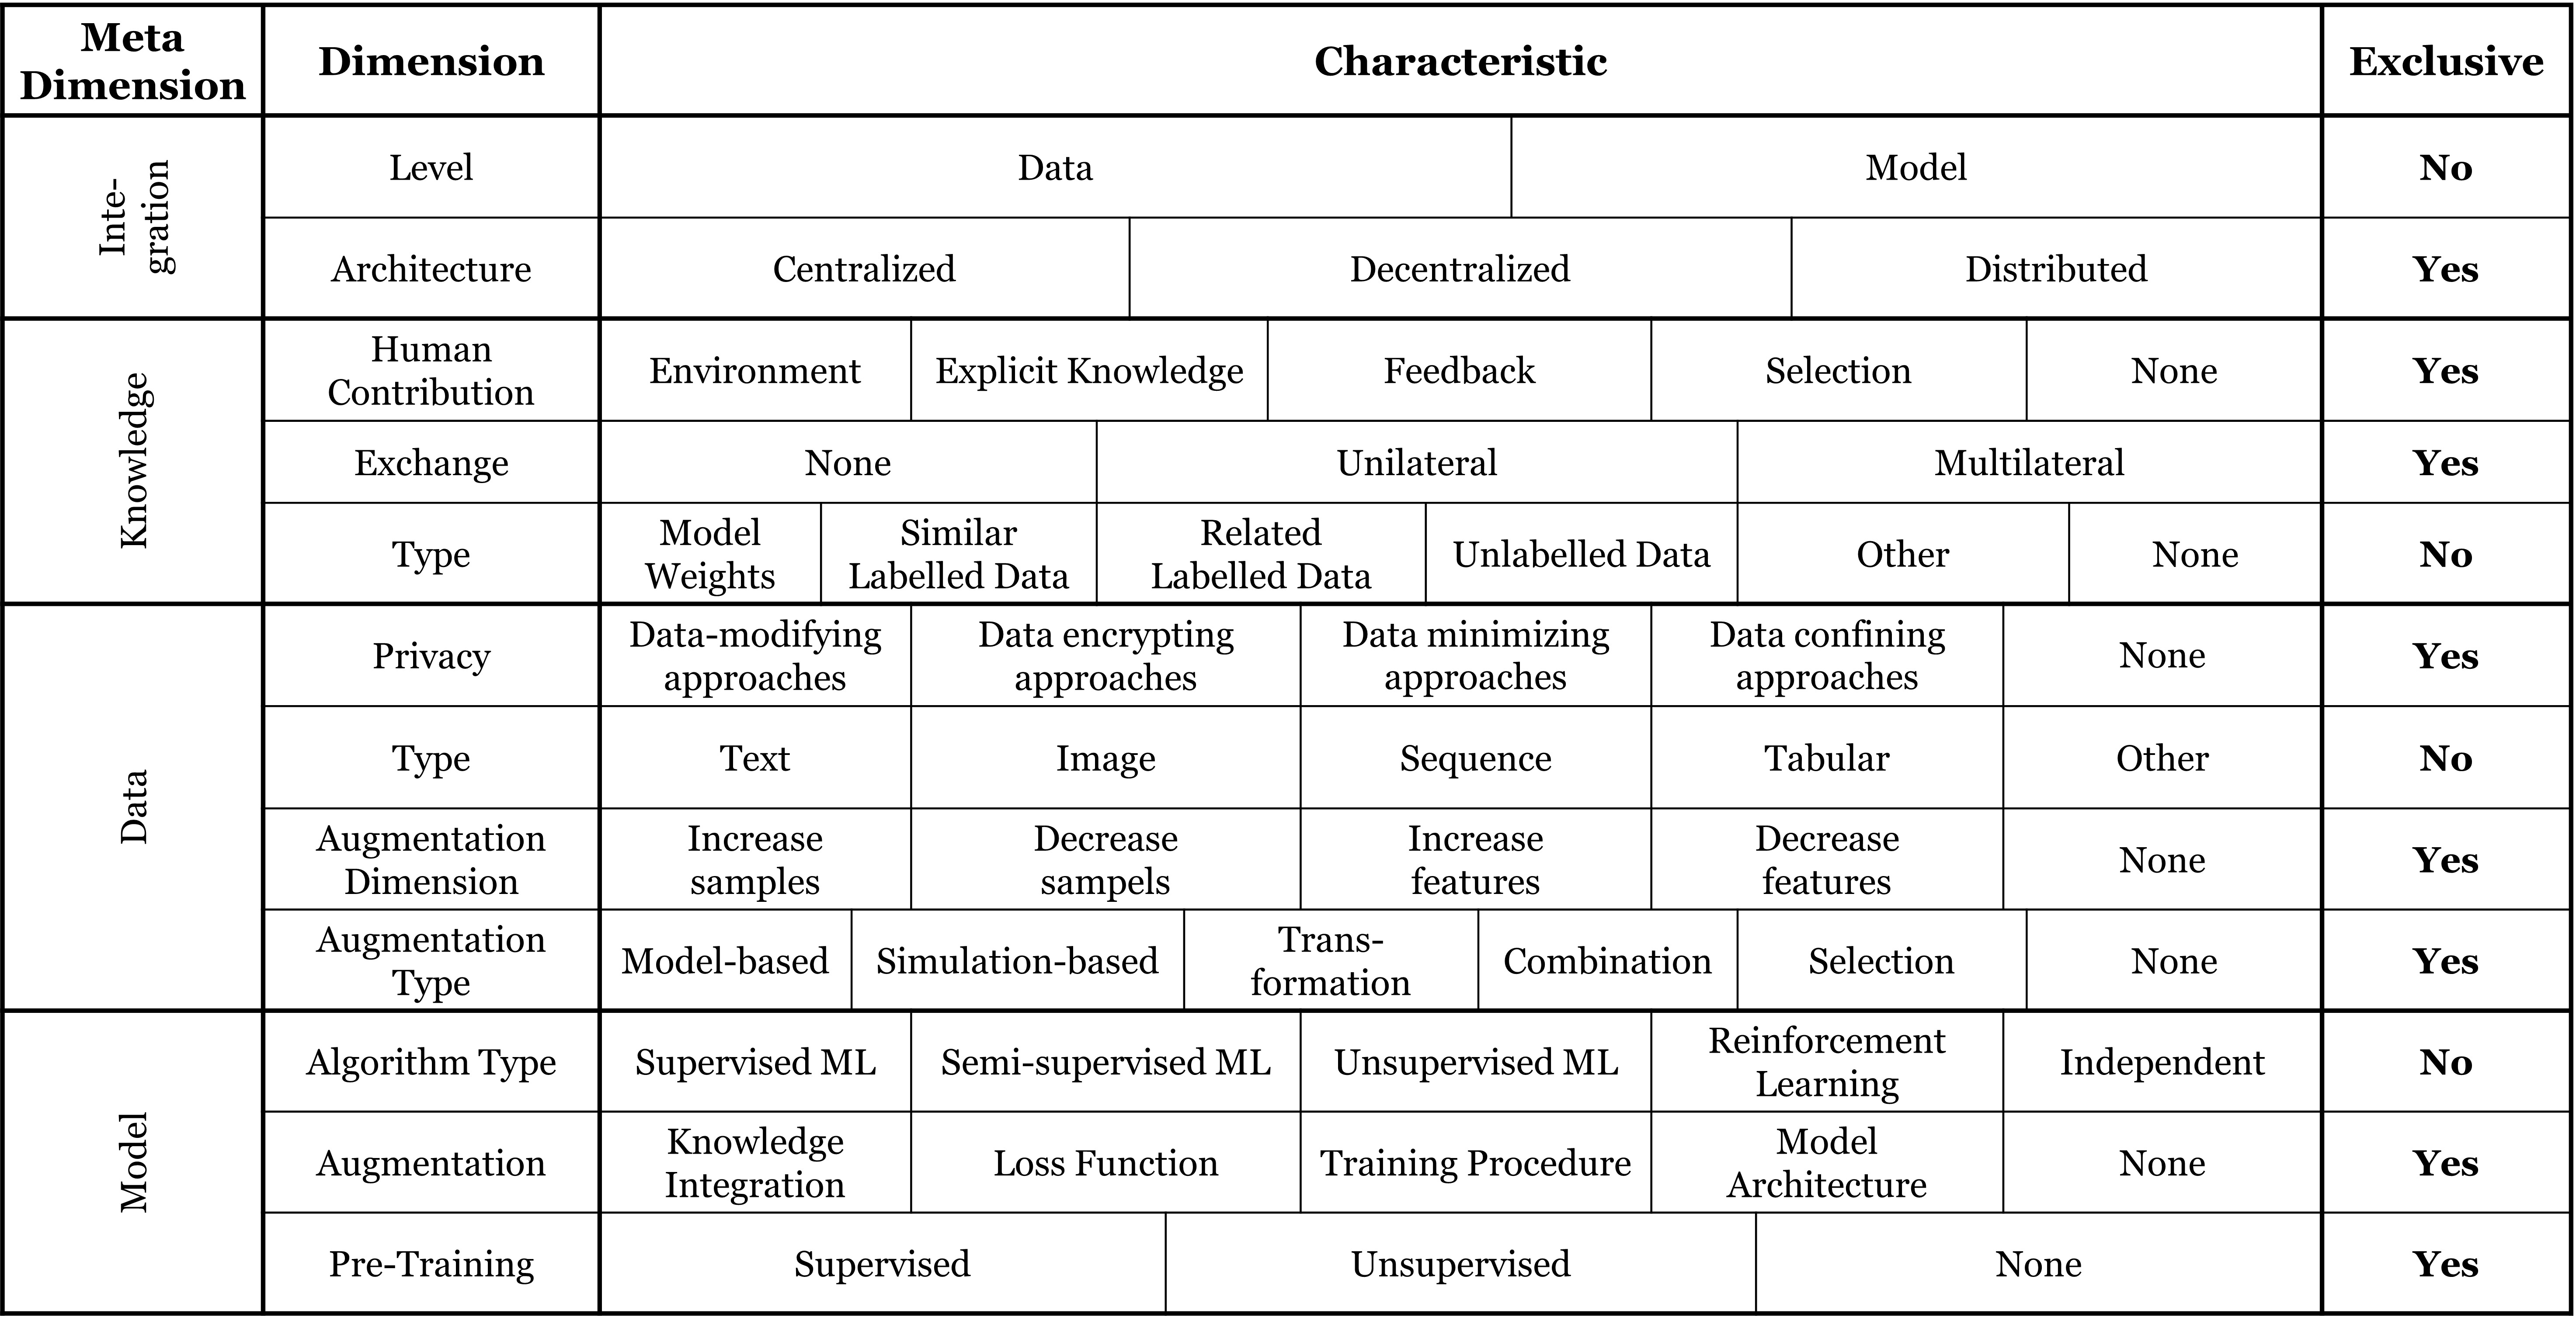 Meta
Dimension
Dimension
Characteristic
Exclusive
Inte-
gration
Level
Data
Model
No
Architecture
Centralized
Decentralized
Distributed
Yes
Knowledge
Human
Contribution
Environment
Explicit Knowledge
Feedback
Selection
None
Yes
Exchange
None
Unilateral
Multilateral
Yes
Type
Model
Weights
Similar
Labelled Data
Related
Labelled Data
Unlabelled Data
Other
None
No
Data
Privacy
Data-modifying
approaches
Data encrypting
approaches
Data minimizing
approaches
Data confining
approaches
None
Yes
Type
Text
Image
Sequence
Tabular
Other
No
Augmentation
Dimension
Increase
samples
Decrease
sampels
Increase
features
Decrease
features
None
Yes
Augmentation
Type
Model-based
Simulation-based
Trans-
formation
Combination
Selection
None
Yes
Model
Algorithm Type
Supervised ML
Semi-supervised ML
Unsupervised ML
Reinforcement
Learning
Independent
No
Augmentation
Knowledge
Integration
Loss Function
Training Procedure
Model
Architecture
None
Yes
Pre-Training
Supervised
Unsupervised
None
Yes